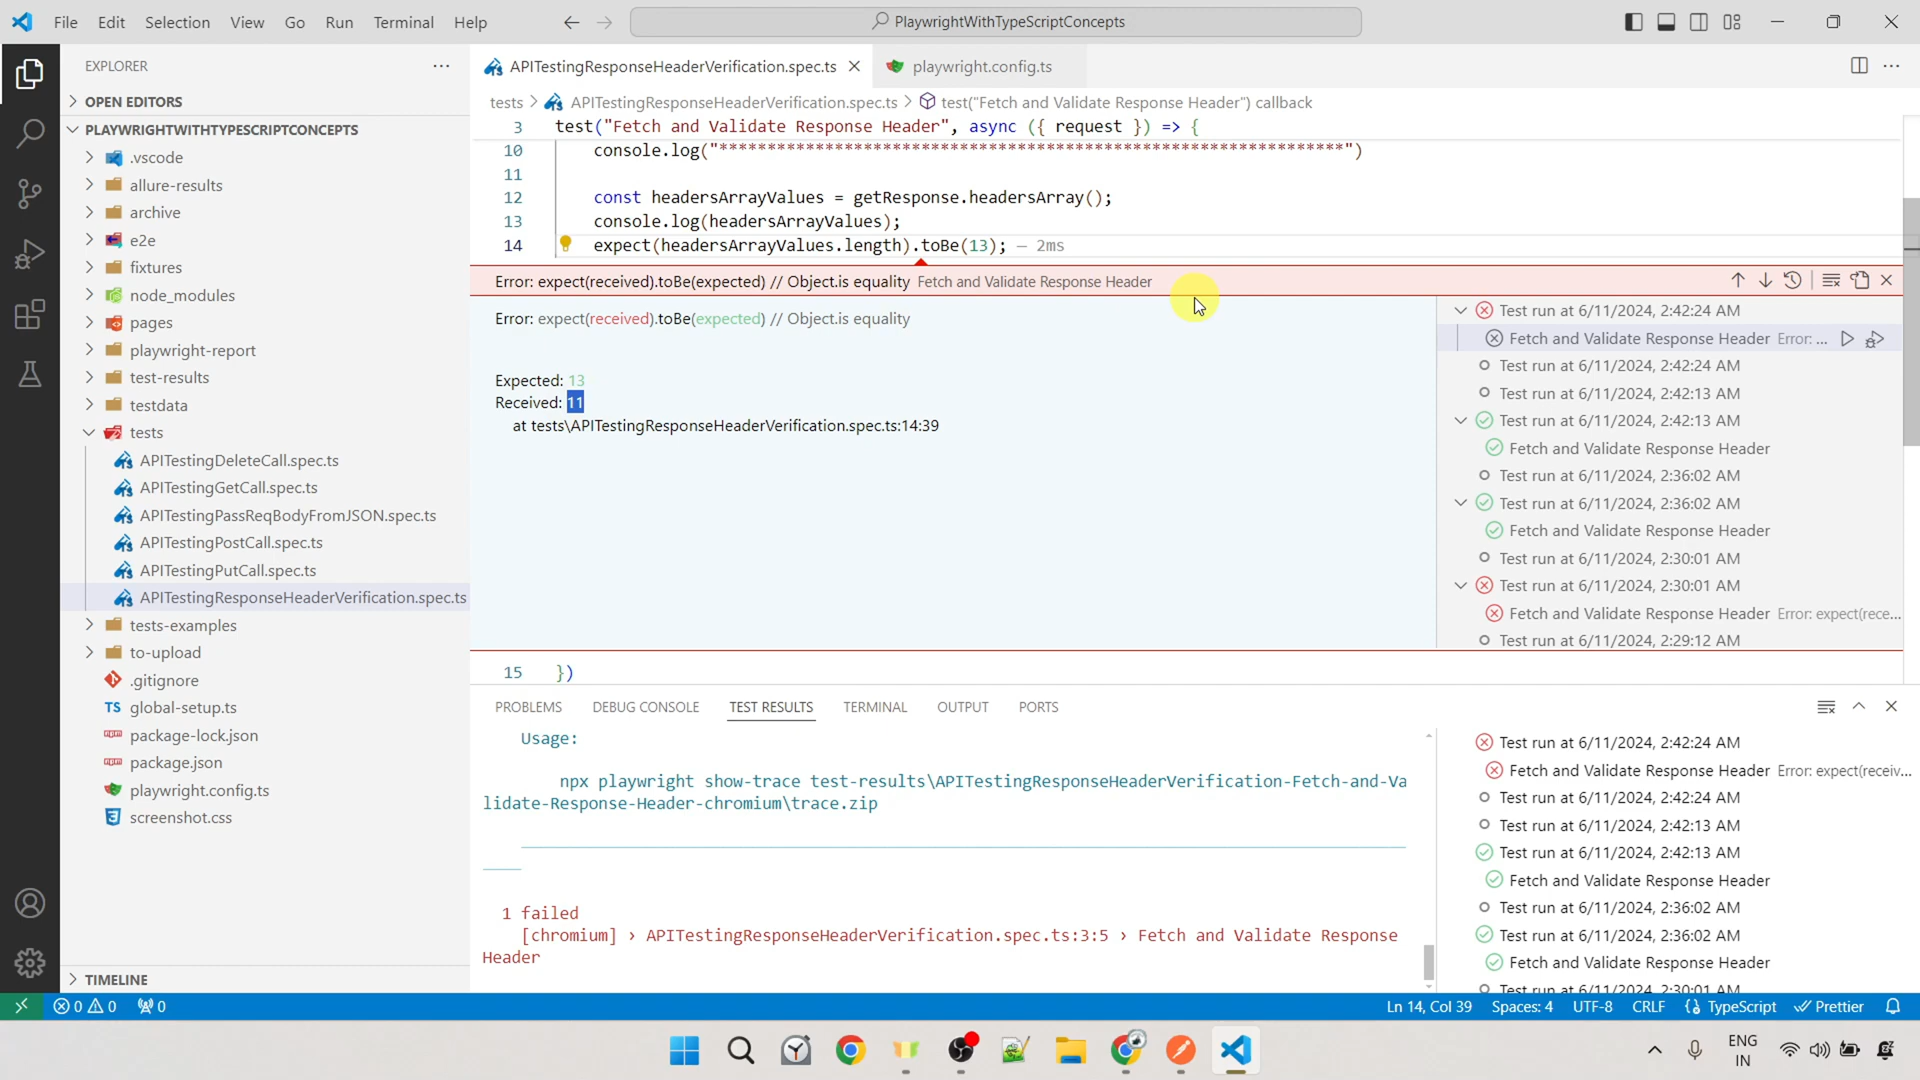 File Edit Selection View Go Run Terminal Help
PlaywrightWithTypeScriptConcepts
EXPLORER
OPEN EDITORS
PLAYWRIGHTWITHTYPESCRIPTCONCEPTS
.vscode
allure-results
archive
e2e
fixtures
node_modules
pages
playwright-report
test-results
testdata
tests
APITestingDeleteCall.spec.ts
APITestingGetCall.spec.ts
APITestingPassReqBodyFromJSON.spec.ts
APITestingPostCall.spec.ts
APITestingPutCall.spec.ts
APITestingResponseHeaderVerification.spec.ts
tests-examples
to-upload
.gitignore
TS global-setup.ts
package-lock.json
package.json
playwright.config.ts
screenshot.css
TIMELINE
APITestingResponseHeaderVerification.spec.ts playwright.config.ts
tests > APITestingResponseHeaderVerification.spec.ts > test("Fetch and Validate Response Header") callback
3 test("Fetch and Validate Response Header", async ({ request }) => {
10 console.log("*****************************************************************")
11
12 const headersArrayValues = getResponse.headersArray();
13 console.log(headersArrayValues);
14 expect(headersArrayValues.length).toBe(13); — 2ms
Error: expect(received).toBe(expected) // Object.is equality Fetch and Validate Response Header
Error: expect(received).toBe(expected) // Object.is equality
Expected: 13
Received: 11
at tests\APITestingResponseHeaderVerification.spec.ts:14:39
Test run at 6/11/2024, 2:42:24 AM
Fetch and Validate Response Header Error: ...
Test run at 6/11/2024, 2:42:24 AM
Test run at 6/11/2024, 2:42:13 AM
Test run at 6/11/2024, 2:42:13 AM
Fetch and Validate Response Header
Test run at 6/11/2024, 2:36:02 AM
Test run at 6/11/2024, 2:36:02 AM
Fetch and Validate Response Header
Test run at 6/11/2024, 2:30:01 AM
Test run at 6/11/2024, 2:30:01 AM
Fetch and Validate Response Header Error: expect(rece...
Test run at 6/11/2024, 2:29:12 AM
15 })
PROBLEMS DEBUG CONSOLE TEST RESULTS TERMINAL OUTPUT PORTS
Usage:
npx playwright show-trace test-results\APITestingResponseHeaderVerification-Fetch-and-Va
lidate-Response-Header-chromium\trace.zip
1 failed
[chromium] › APITestingResponseHeaderVerification.spec.ts:3:5 › Fetch and Validate Response
Header
Test run at 6/11/2024, 2:42:24 AM
Fetch and Validate Response Header Error: expect(receiv...
Test run at 6/11/2024, 2:42:24 AM
Test run at 6/11/2024, 2:42:13 AM
Test run at 6/11/2024, 2:42:13 AM
Fetch and Validate Response Header
Test run at 6/11/2024, 2:36:02 AM
Test run at 6/11/2024, 2:36:02 AM
Fetch and Validate Response Header
Test run at 6/11/2024, 2:30:01 AM
0 0 0
Ln 14, Col 39 Spaces: 4 UTF-8 CRLF {} TypeScript Prettier
ENG
IN